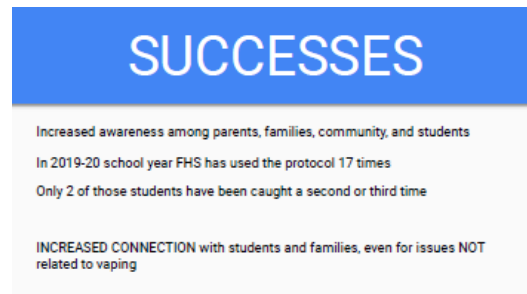 SUCCESSES
Increased awareness among parents, families, community, and students
In 2019-20 school year FHS has used the protocol 17 times
Only 2 of those students have been caught a second or third time
INCREASED CONNECTION with students and families, even for issues NOT
related to vaping